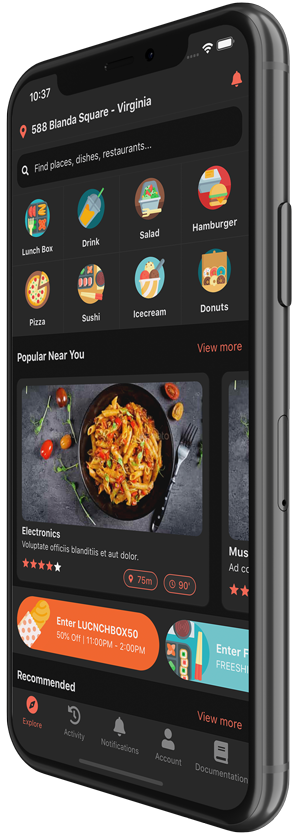 10:37
588 Blanda Square - Virginia
Find places, dishes, restaurants...
Lunch Box
Drink
Salad
Hamburger
Pizza
Sushi
Icecream
Donuts
Popular Near You
View more
Electronics
Voluptate officiis blanditiis et aut dolor.
75m
90'
Mus
Ad co
Enter LUCNCHBOX50
50% Off | 11:00PM - 2:00PM
Enter F
FREESHI
Recommended
View more
Explore
Activity
Notifications
Account
Documentation